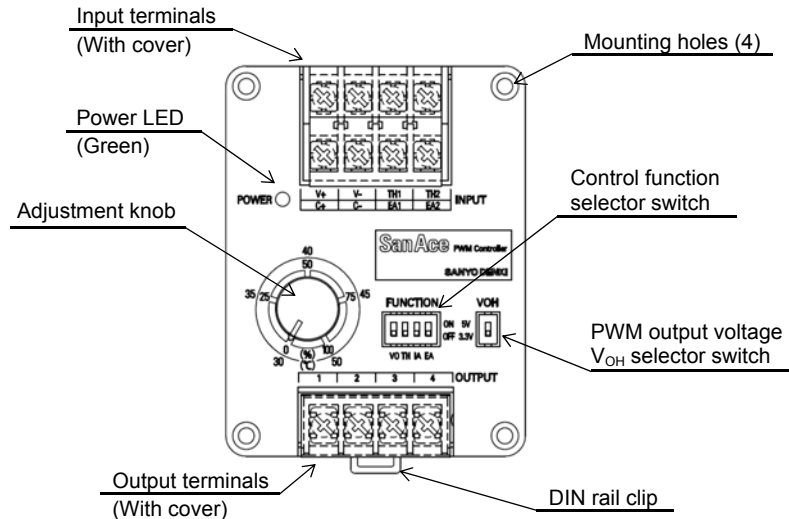 Input terminals
(With cover)
Mounting holes (4)
Power LED
(Green)
Control function
selector switch
Adjustment knob
V+ V- TH1 TH2
POWER INPUT
C+ C- EA1 EA2
SanAce PWM Controller
SANYO DENKI
40
50
35 25 75 45
0 (%) 100
30 (℃) 50
FUNCTION VOH
ON 5V
OFF 3.3V
VO TH IA EA
PWM output voltage
VOH selector switch
1 2 3 4 OUTPUT
Output terminals
(With cover)
DIN rail clip